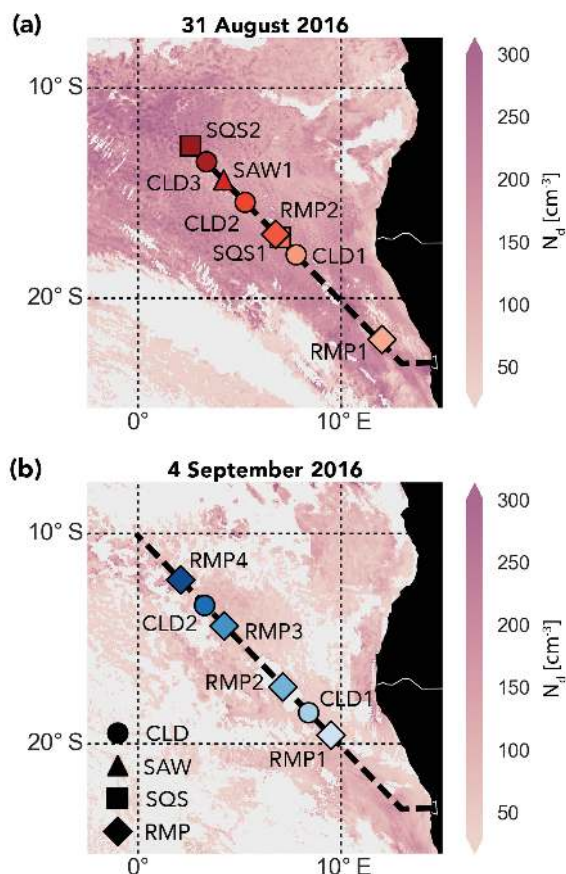 (a)
31 August 2016
10° S
20° S
SQS2
SAW1
CLD3
CLD2
RMP2
SQS1
CLD1
RMP1
0°
10° E
300
250
200
150
100
50
N_d [cm⁻³]
(b)
4 September 2016
10° S
20° S
RMP4
CLD2
RMP3
RMP2
CLD1
RMP1
CLD
SAW
SQS
RMP
0°
10° E
300
250
200
150
100
50
N_d [cm⁻³]